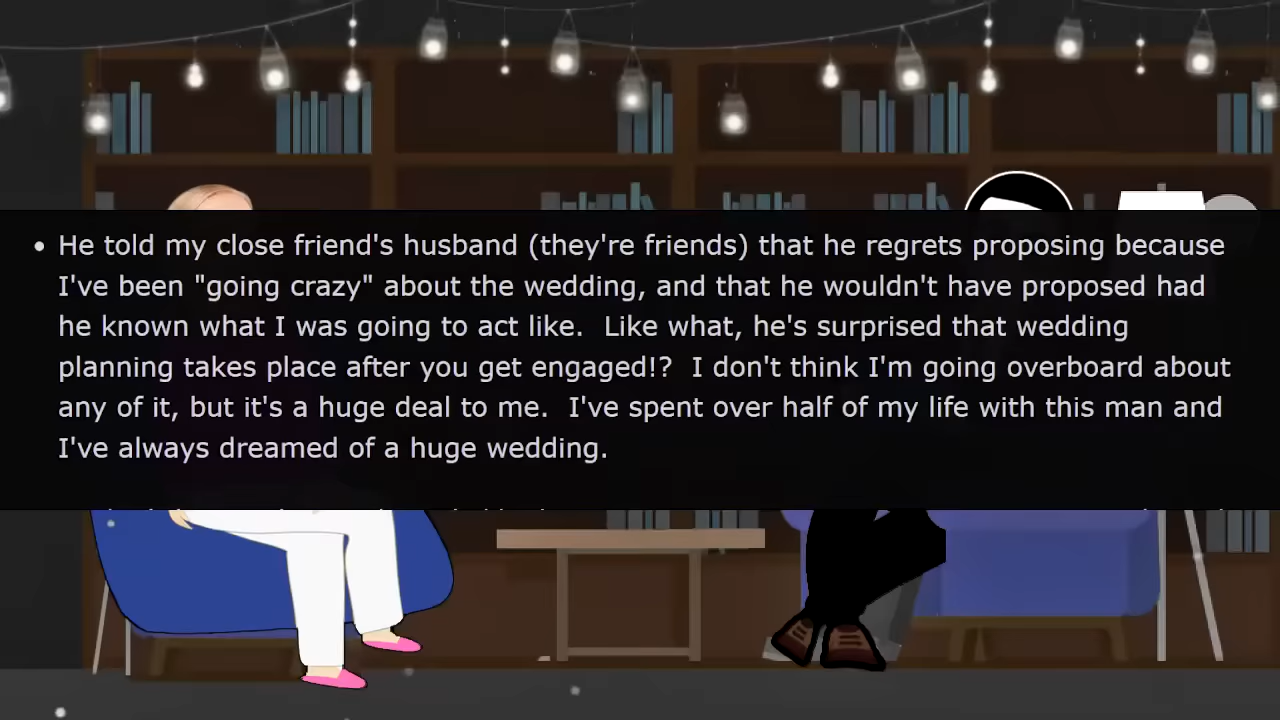 • He told my close friend's husband (they're friends) that he regrets proposing because
I've been "going crazy" about the wedding, and that he wouldn't have proposed had
he known what I was going to act like.  Like what, he's surprised that wedding
planning takes place after you get engaged!?  I don't think I'm going overboard about
any of it, but it's a huge deal to me.  I've spent over half of my life with this man and
I've always dreamed of a huge wedding.